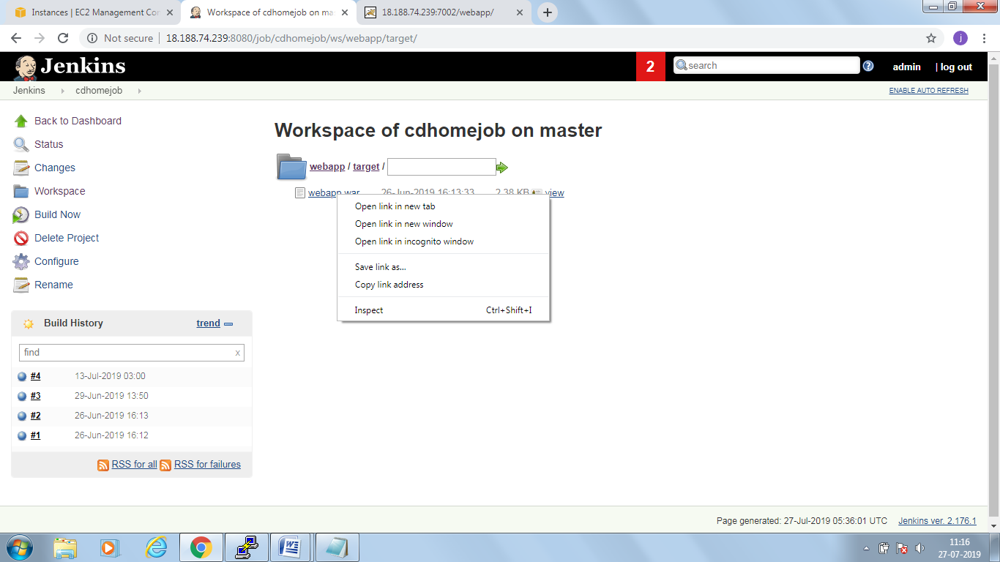 Instances | EC2 Management Con
Workspace of cdhomejob on ma
18.188.74.239:7002/webapp/
Not secure | 18.188.74.239:8080/job/cdhomejob/ws/webapp/target/
j
Jenkins
2
search
admin
| log out
Jenkins
cdhomejob
ENABLE AUTO REFRESH
Back to Dashboard
Status
Changes
Workspace
Build Now
Delete Project
Configure
Rename
Workspace of cdhomejob on master
webapp / target /
webapp.war 26-Jun-2019 16:13:33 2.38 KB view
Open link in new tab
Open link in new window
Open link in incognito window
Save link as...
Copy link address
Inspect Ctrl+Shift+I
Build History trend
find x
#4 13-Jul-2019 03:00
#3 29-Jun-2019 13:50
#2 26-Jun-2019 16:13
#1 26-Jun-2019 16:12
RSS for all RSS for failures
Page generated: 27-Jul-2019 05:36:01 UTC Jenkins ver. 2.176.1
11:16
27-07-2019